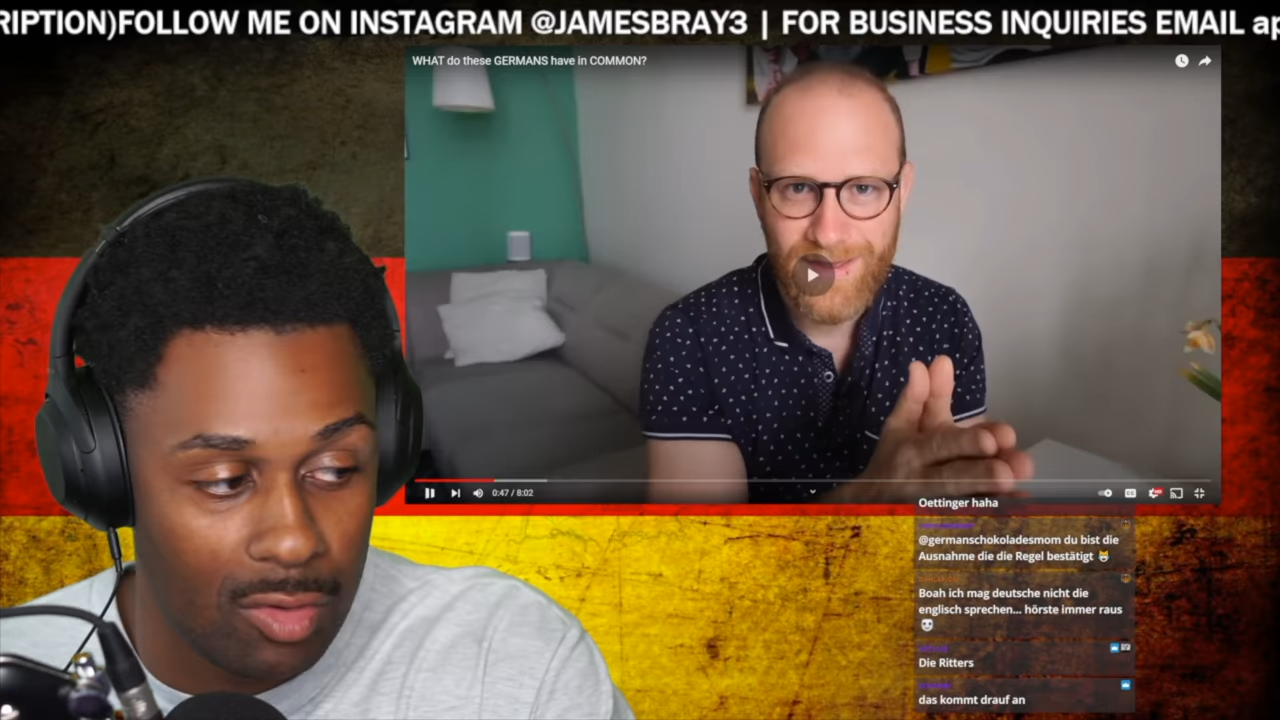 RIPTION)FOLLOW ME ON INSTAGRAM @JAMESBRAY3 | FOR BUSINESS INQUIRIES EMAIL ap
WHAT do these GERMANS have in COMMON?
0:47 / 8:02
Oettinger haha
@germanschokoladesmom du bist die
Ausnahme die die Regel bestätigt
Boah ich mag deutsche nicht die
englisch sprechen... hörste immer raus
Die Ritters
das kommt drauf an